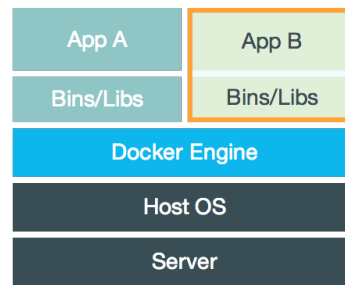 App A
App B
Bins/Libs
Bins/Libs
Docker Engine
Host OS
Server